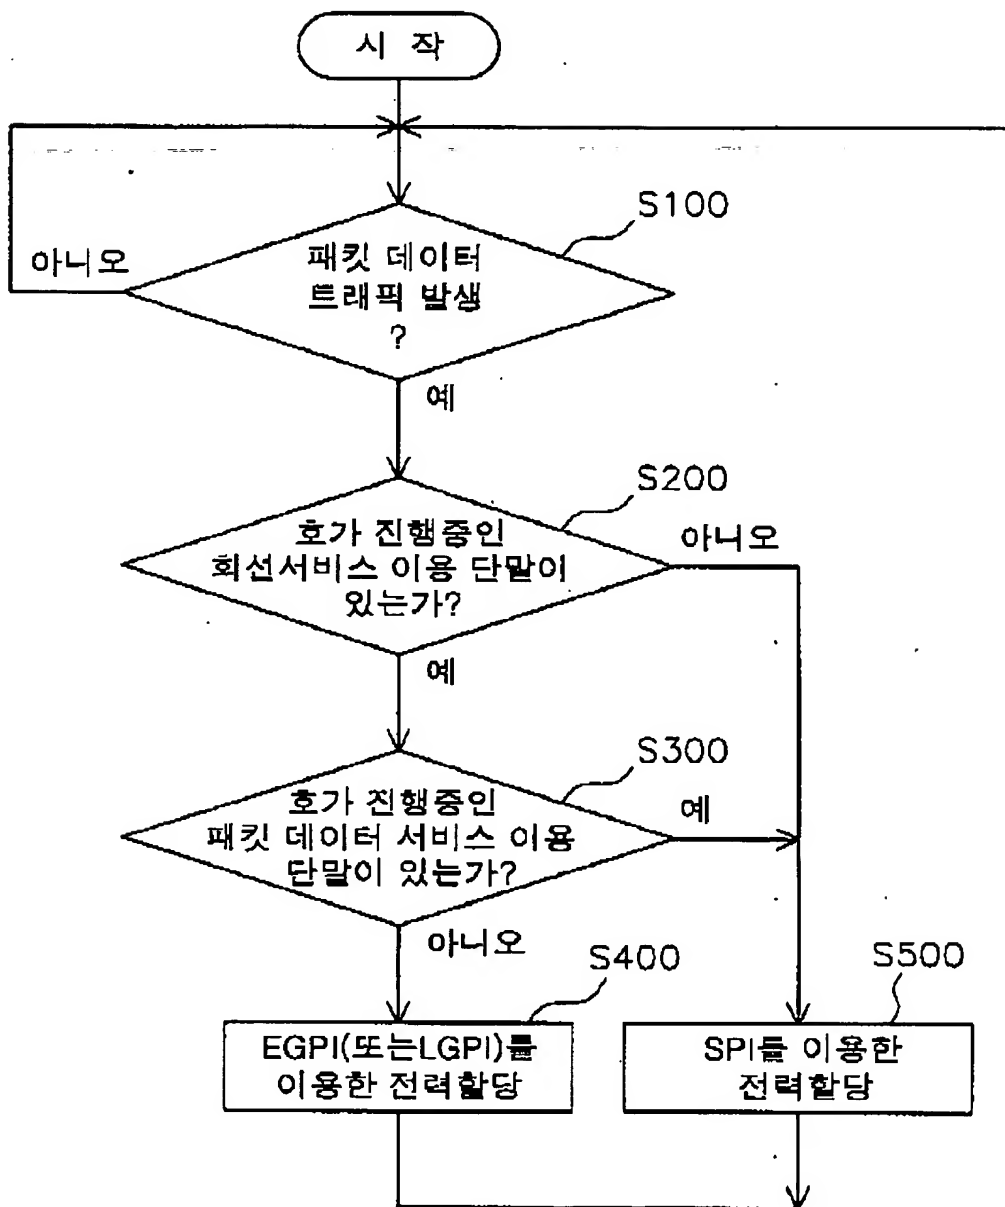 시 작
S100
아니오
패킷 데이터
트래픽 발생
?
예
S200
호가 진행중인
회선서비스 이용 단말이
있는가?
아니오
예
S300
호가 진행중인
패킷 데이터 서비스 이용
단말이 있는가?
예
아니오
S400
EGPI(또는LGPI)를
이용한 전력할당
S500
SPI를 이용한
전력할당